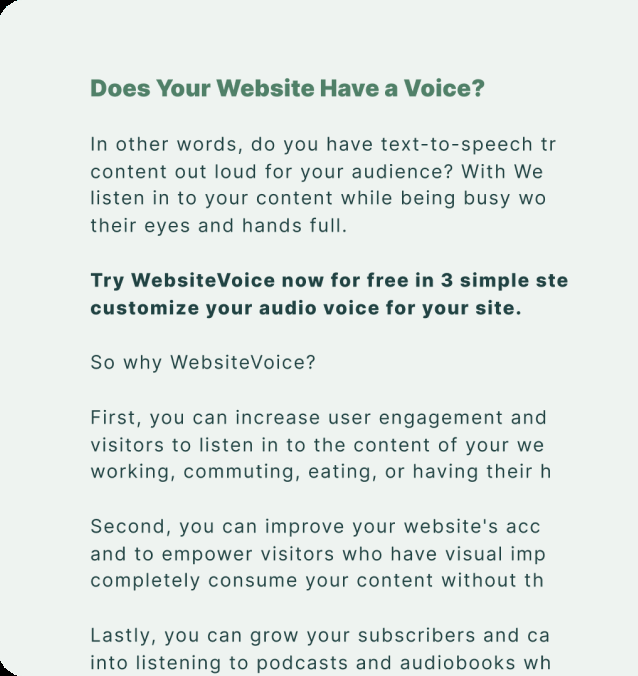 Does Your Website Have a Voice?
In other words, do you have text-to-speech tr
content out loud for your audience? With We
listen in to your content while being busy wo
their eyes and hands full.
Try WebsiteVoice now for free in 3 simple ste
customize your audio voice for your site.
So why WebsiteVoice?
First, you can increase user engagement and
visitors to listen in to the content of your we
working, commuting, eating, or having their h
Second, you can improve your website's acc
and to empower visitors who have visual imp
completely consume your content without th
Lastly, you can grow your subscribers and ca
into listening to podcasts and audiobooks wh